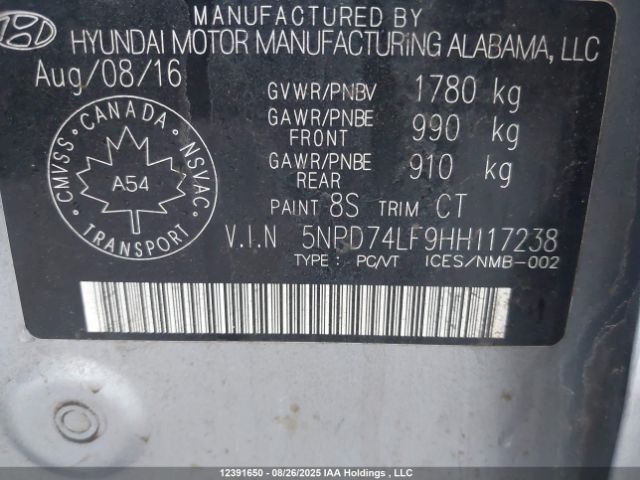 MANUFACTURED BY
HYUNDAI MOTOR MANUFACTURING ALABAMA, LLC
Aug/08/16
GVWR/PNBV 1780 kg
GAWR/PNBE FRONT 990 kg
GAWR/PNBE REAR 910 kg
PAINT 8S TRIM CT
V.I.N 5NPD74LF9HH117238
TYPE : PC/VT ICES/NMB-002
CANADA
CMVSS NSVAC
A54
TRANSPORT
12391650 - 08/26/2025 IAA Holdings , LLC